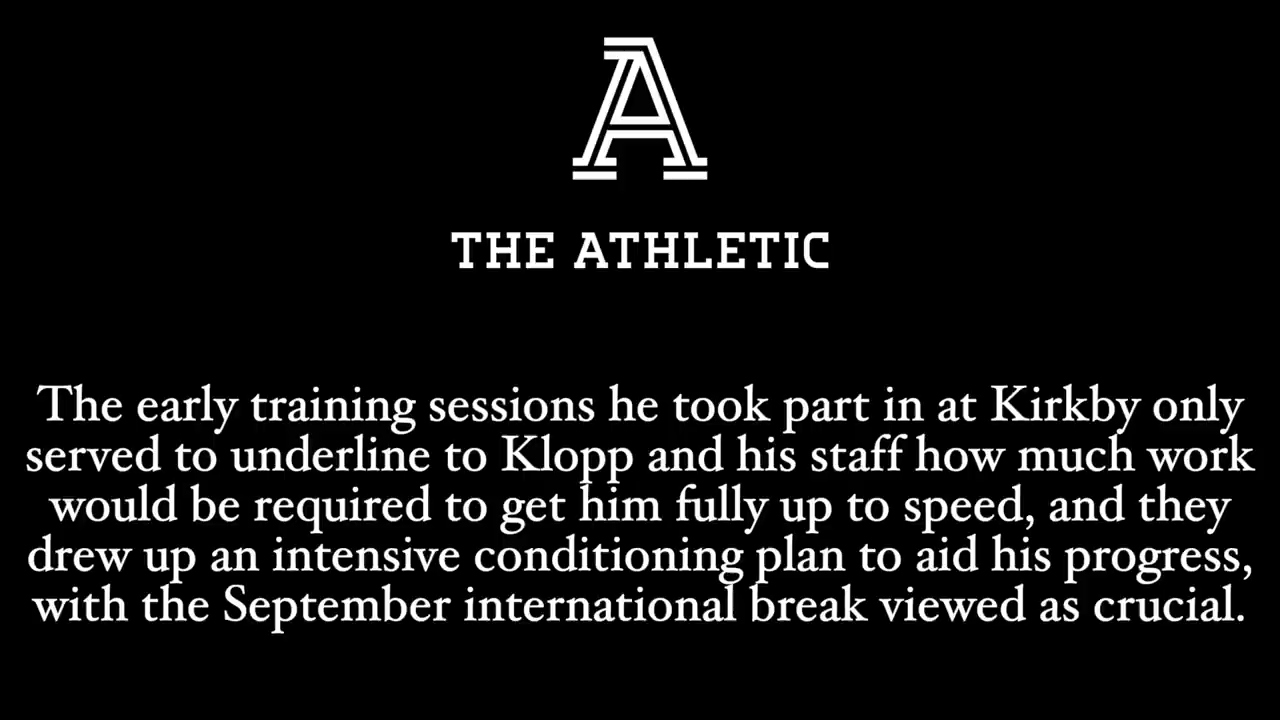 A
THE ATHLETIC
The early training sessions he took part in at Kirkby only
served to underline to Klopp and his staff how much work
would be required to get him fully up to speed, and they
drew up an intensive conditioning plan to aid his progress,
with the September international break viewed as crucial.